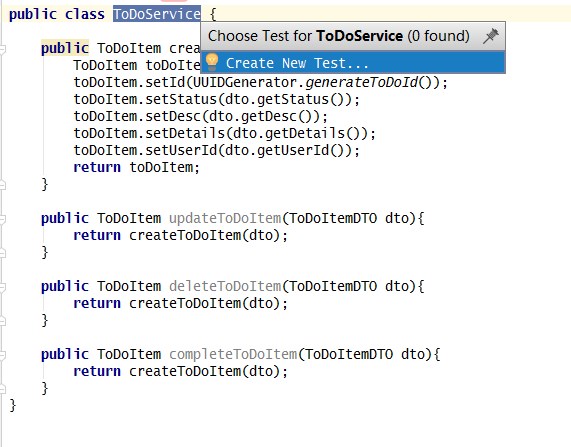 public class ToDoService {
Choose Test for ToDoService (0 found)
Create New Test...
public ToDoItem crea
ToDoItem toDoIte
toDoItem.setId(UUIDGenerator.generateToDoId());
toDoItem.setStatus(dto.getStatus());
toDoItem.setDesc(dto.getDesc());
toDoItem.setDetails(dto.getDetails());
toDoItem.setUserId(dto.getUserId());
return toDoItem;
}
public ToDoItem updateToDoItem(ToDoItemDTO dto){
return createToDoItem(dto);
}
public ToDoItem deleteToDoItem(ToDoItemDTO dto){
return createToDoItem(dto);
}
public ToDoItem completeToDoItem(ToDoItemDTO dto){
return createToDoItem(dto);
}
}